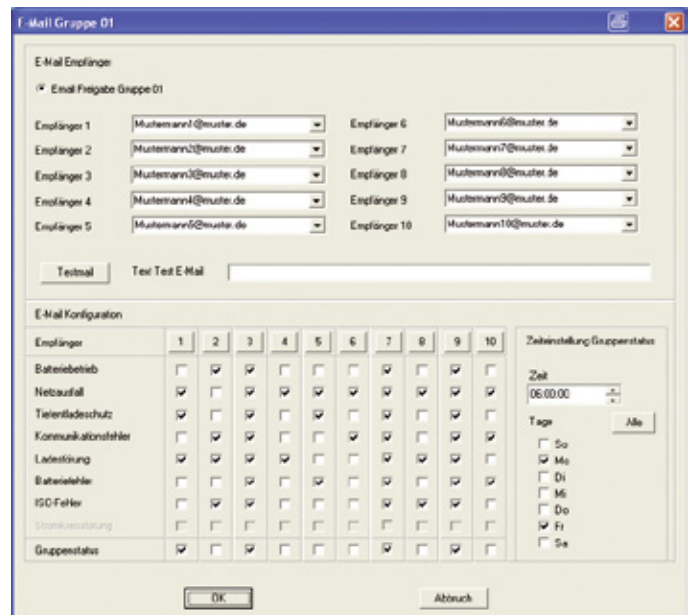 E-Mail Gruppe 01
E-Mail Empfänger
Email Freigabe Gruppe 01
Empfänger 1 Mustermann1@muster.de Empfänger 6 Mustermann6@muster.de
Empfänger 2 Mustermann2@muster.de Empfänger 7 Mustermann7@muster.de
Empfänger 3 Mustermann3@muster.de Empfänger 8 Mustermann8@muster.de
Empfänger 4 Mustermann4@muster.de Empfänger 9 Mustermann9@muster.de
Empfänger 5 Mustermann5@muster.de Empfänger 10 Mustermann10@muster.de
Testmail Text Test E-Mail
E-Mail Konfiguration
Empfänger 1 2 3 4 5 6 7 8 9 10 Zeiteinstellung Gruppenstatus
Batteriebetrieb
Zeit
Netzausfall 06:00:00
Tiefentladeschutz
Tage Alle
Kommunikationsfehler
So
Ladestörung
Mo
Batteriefehler
Di
ISO-Fehler
Mi
Do
Stromkreisstörung
Fr
Gruppenstatus
Sa
OK Abbruch